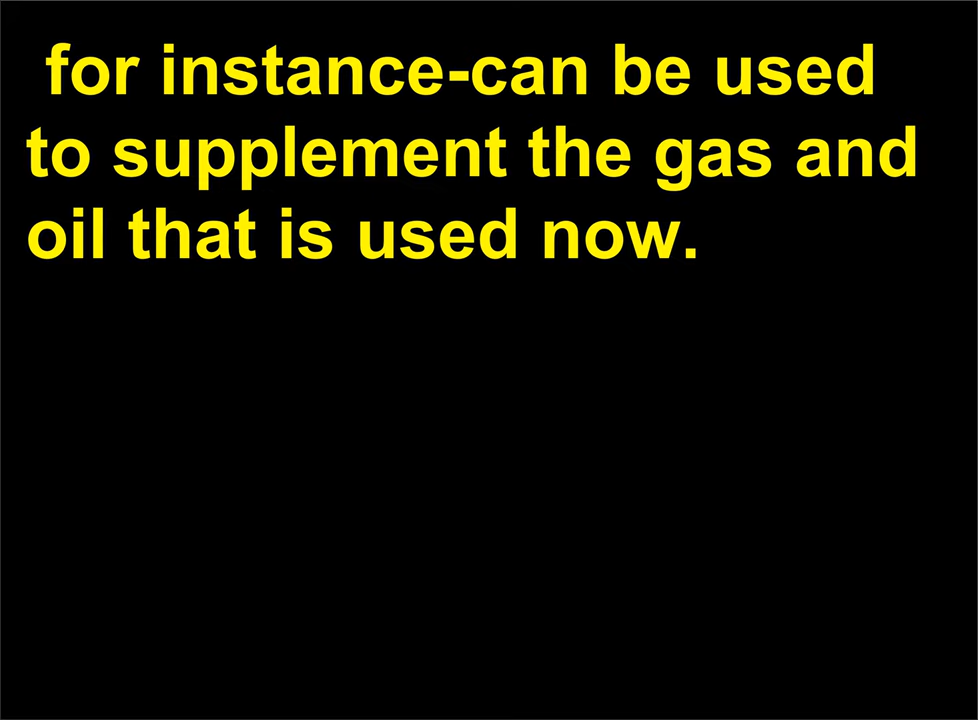 for instance-can be used
to supplement the gas and
oil that is used now.